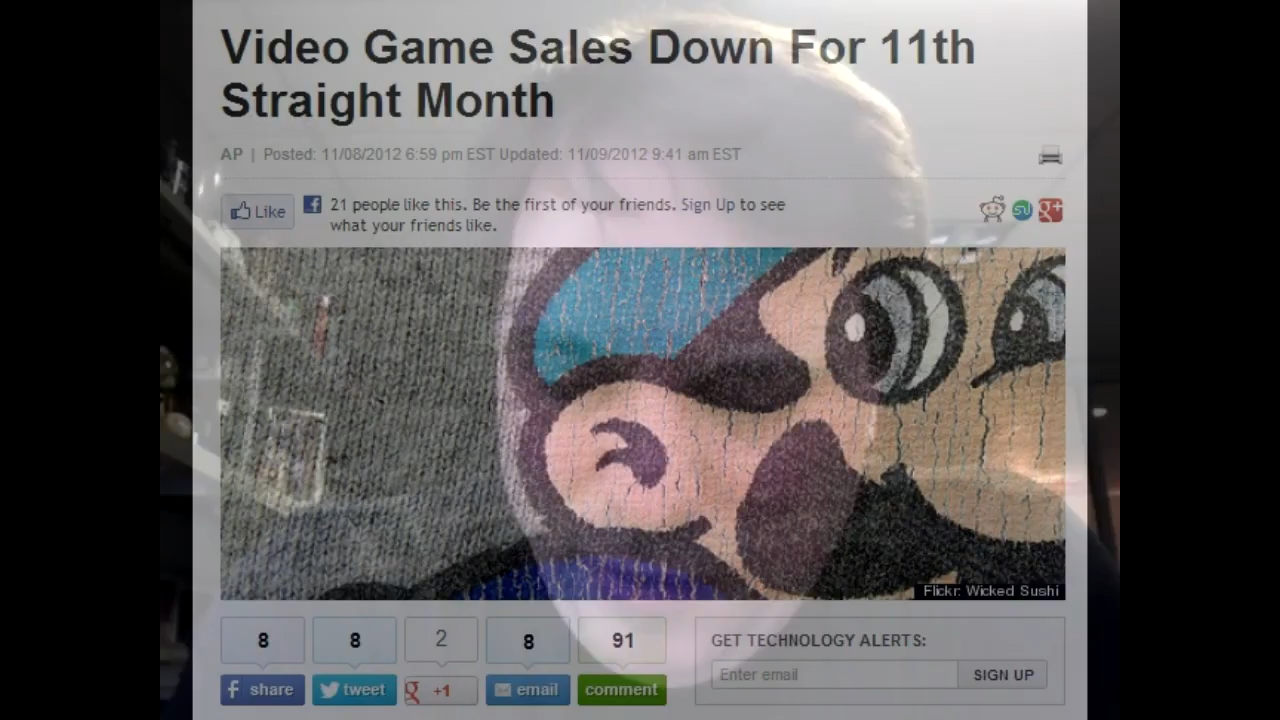 Video Game Sales Down For 11th
Straight Month
AP | Posted: 11/08/2012 6:59 pm EST Updated: 11/09/2012 9:41 am EST
Like
21 people like this. Be the first of your friends. Sign Up to see
what your friends like.
Flickr: Wicked Sushi
8 8 2 8 91
share tweet +1 email comment
GET TECHNOLOGY ALERTS:
Enter email SIGN UP